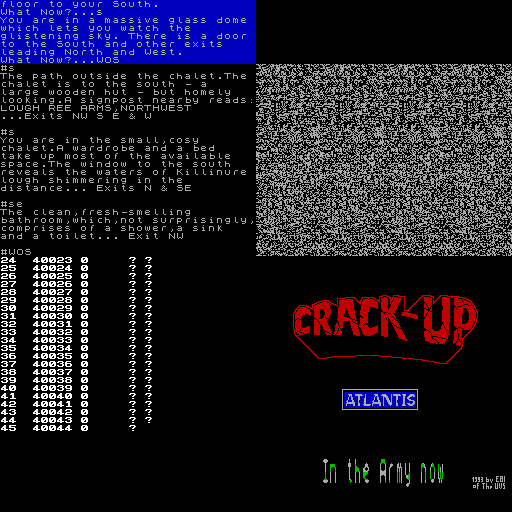 floor to your South.
What Now?...s
You are in a massive glass dome
which lets you watch the
glistening sky. There is a door
to the South and other exits
leading North and West.
What Now?...WOS
#s
The path outside the chalet.The
chalet is to the south - a
large wooden hut - but homely
looking.A signpost nearby reads:
LOUGH REE ARMS,NORTHWEST
...Exits NW S E & W
#s
You are in the small,cosy
chalet.A wardrobe and a bed
take up most of the available
space.The window to the south
reveals the waters of Killinure
lough shimmering in the
distance... Exits N & SE
#se
The clean,fresh-smelling
bathroom,which,not surprisingly,
comprises of a shower,a sink
and a toilet... Exit NW
#WOS
24 40023 0 ? ?
25 40024 0 ? ?
26 40025 0 ? ?
27 40026 0 ? ?
28 40027 0 ? ?
29 40028 0 ? ?
30 40029 0 ? ?
31 40030 0 ? ?
32 40031 0 ? ?
33 40032 0 ? ?
34 40033 0 ? ?
35 40034 0 ? ?
36 40035 0 ? ?
37 40036 0 ? ?
38 40037 0 ? ?
39 40038 0 ? ?
40 40039 0 ? ?
41 40040 0 ? ?
42 40041 0 ? ?
43 40042 0 ? ?
44 40043 0 ? ?
45 40044 0 ?
CRACK-UP
ATLANTIS
In the Army now
1993 by EBI
of The UVS